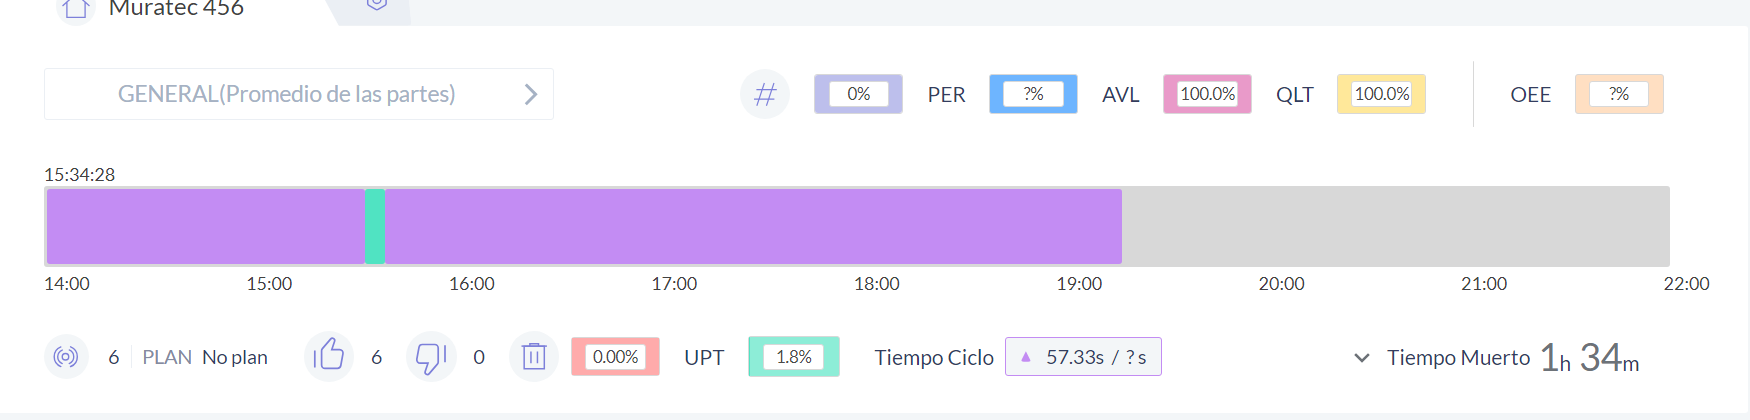 Muratec 456
GENERAL(Promedio de las partes)
# 0% PER ?% AVL 100.0% QLT 100.0% OEE ?%
15:34:28
14:00 15:00 16:00 17:00 18:00 19:00 20:00 21:00 22:00
6 PLAN No plan 6 0 0.00% UPT 1.8% Tiempo Ciclo ▲ 57.33s / ? s Tiempo Muerto 1h 34m